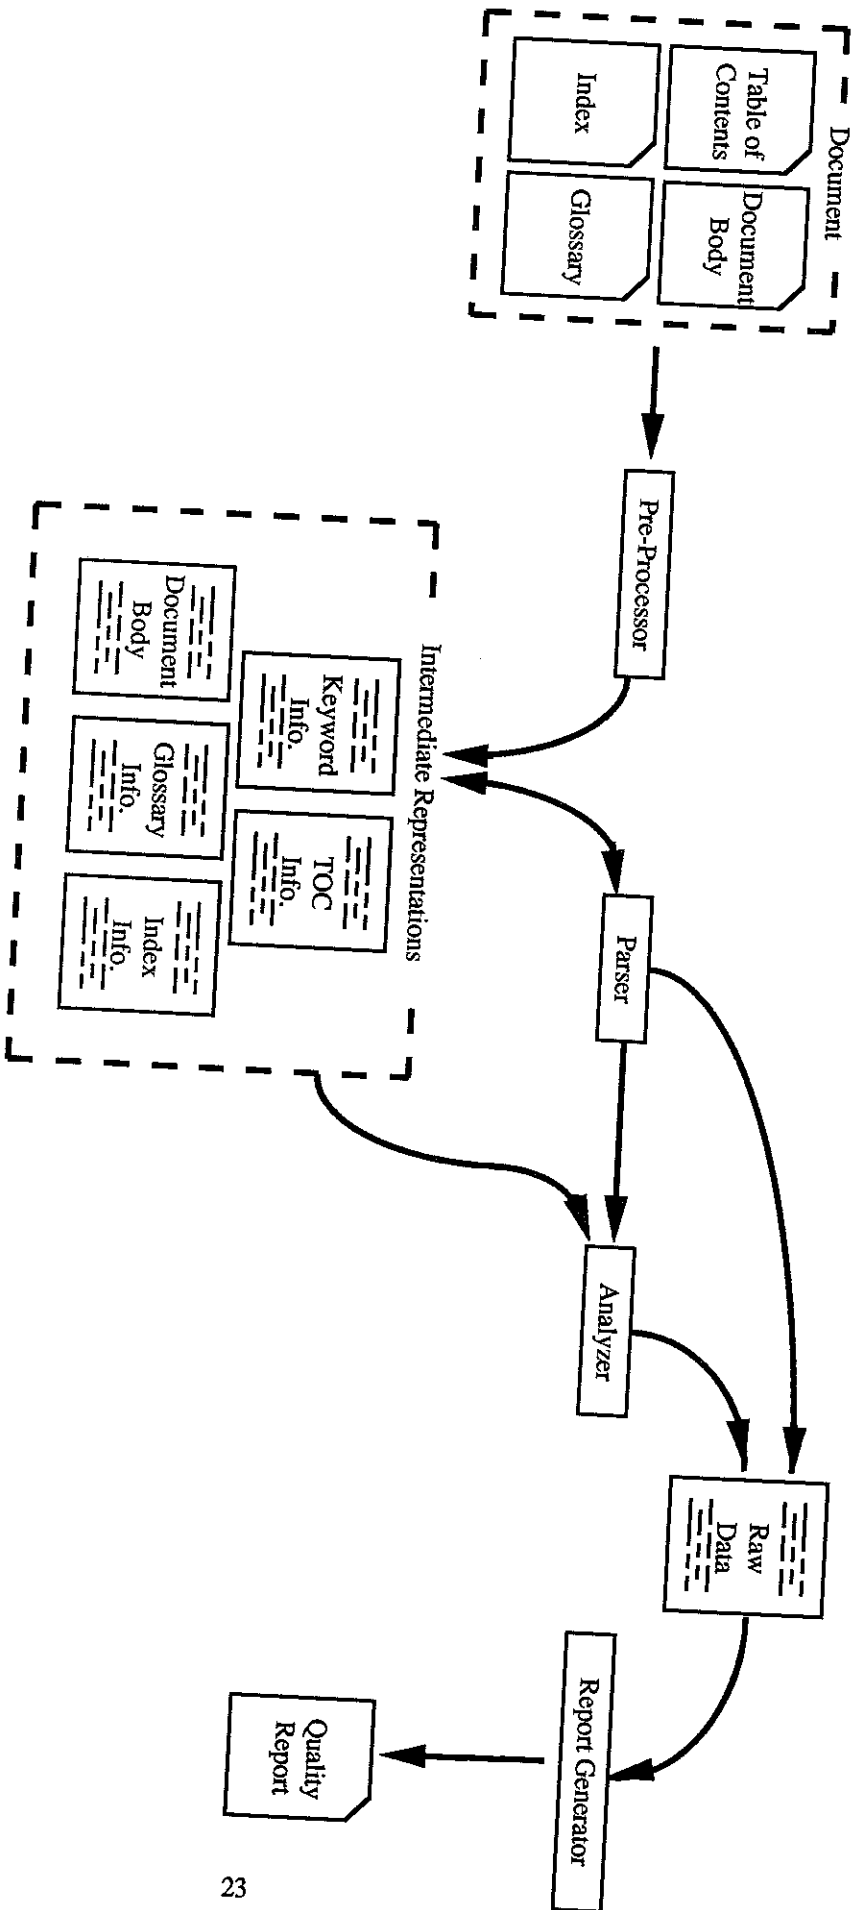 Document
Table of
Contents
Document
Body
Index
Glossary
Pre-Processor
Intermediate Representations
Keyword
Info.
TOC
Info.
Document
Body
Glossary
Info.
Index
Info.
Parser
Analyzer
Raw
Data
Report Generator
Quality
Report
23